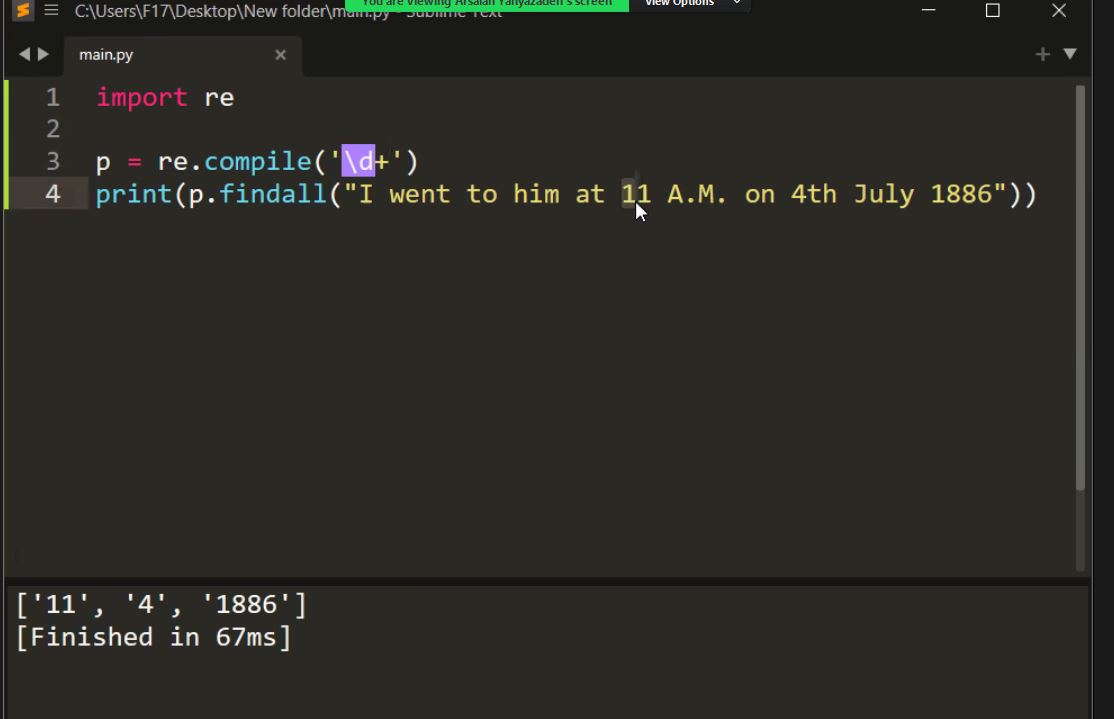 You are viewing Arsalan Yahyazadeh's screen View Options
C:\Users\F17\Desktop\New folder\main.py - Sublime Text
main.py
1 import re
2
3 p = re.compile('\d+')
4 print(p.findall("I went to him at 11 A.M. on 4th July 1886"))
['11', '4', '1886']
[Finished in 67ms]